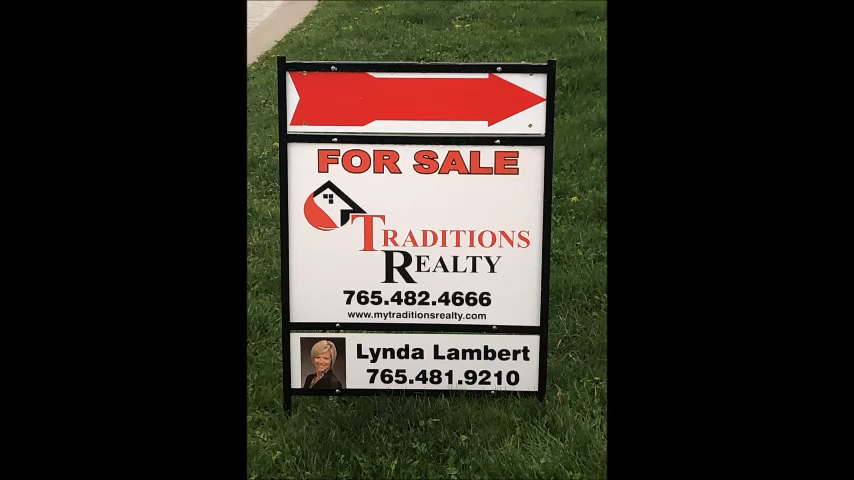 FOR SALE
TRADITIONS
REALTY
765.482.4666
www.mytraditionsrealty.com
Lynda Lambert
765.481.9210